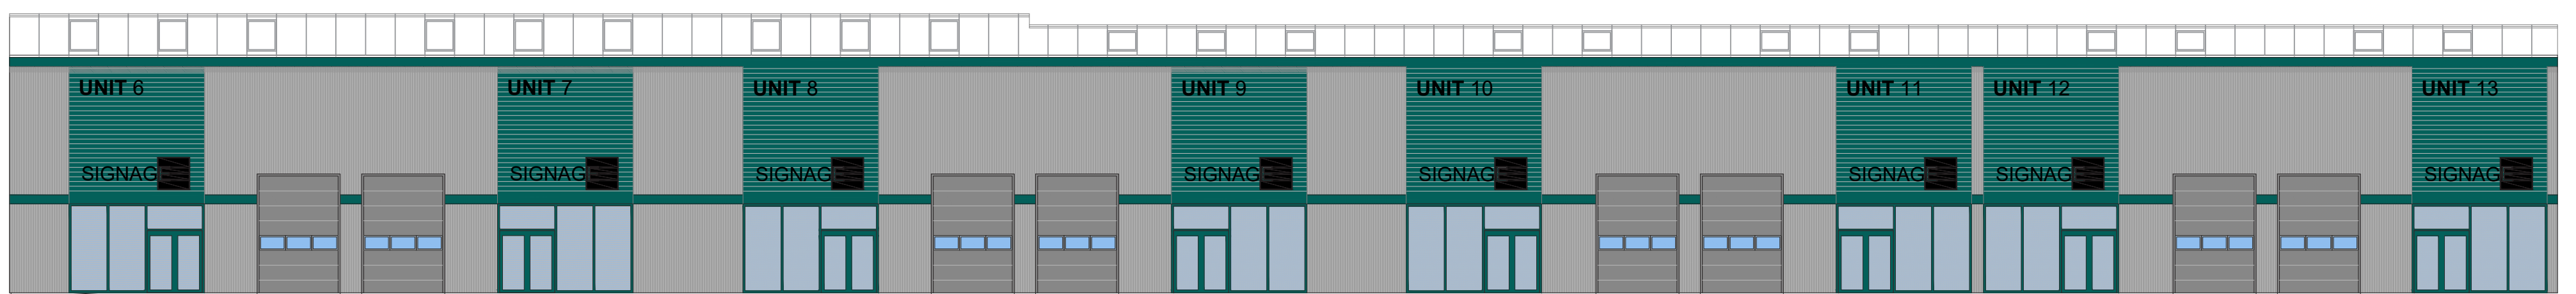 UNIT 6
UNIT 7
UNIT 8
UNIT 9
UNIT 10
UNIT 11
UNIT 12
UNIT 13
SIGNAGE
SIGNAGE
SIGNAGE
SIGNAGE
SIGNAGE
SIGNAGE
SIGNAGE
SIGNAGE